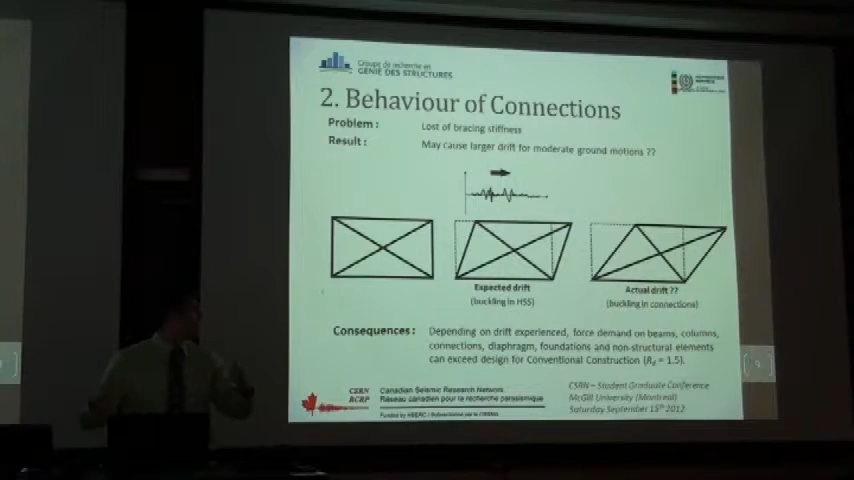 Groupe de recherche en
GÉNIE DES STRUCTURES
2. Behaviour of Connections
Problem : Lost of bracing stiffness
Result : May cause larger drift for moderate ground motions ??
Expected drift
(buckling in HSS)
Actual drift ??
(buckling in connections)
Consequences : Depending on drift experienced, force demand on beams, columns,
connections, diaphragm, foundations and non-structural elements
can exceed design for Conventional Construction (Rd = 1.5).
CSRN
RCRP
Canadian Seismic Research Network
Réseau canadien pour la recherche parasismique
CSRN – Student Graduate Conference
McGill University (Montreal)
Saturday September 15th 2012
9